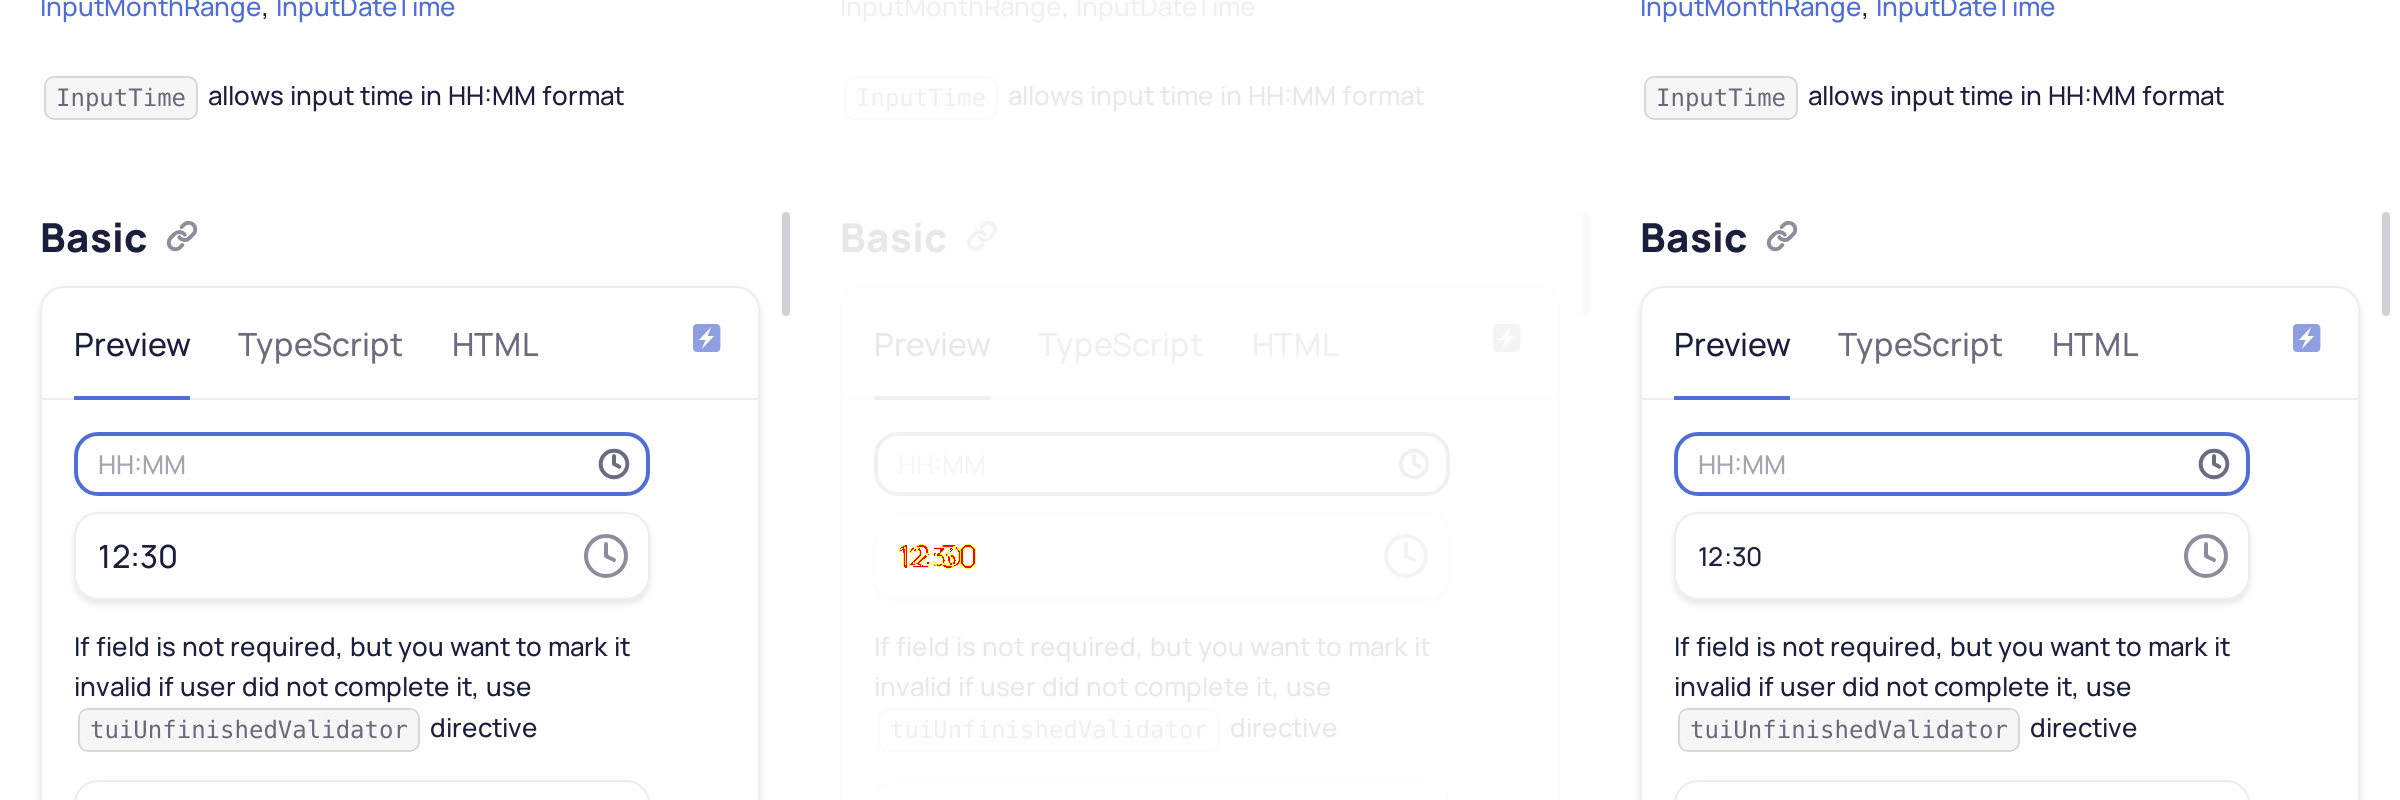 InputMonthRange, InputDateTime
InputTime allows input time in HH:MM format
Basic
Preview TypeScript HTML
HH:MM
12:30
If field is not required, but you want to mark it
invalid if user did not complete it, use
tuiUnfinishedValidator directive
InputMonthRange, InputDateTime
InputTime allows input time in HH:MM format
Basic
Preview TypeScript HTML
HH:MM
If field is not required, but you want to mark it
invalid if user did not complete it, use
tuiUnfinishedValidator directive
InputMonthRange, InputDateTime
InputTime allows input time in HH:MM format
Basic
Preview TypeScript HTML
HH:MM
12:30
If field is not required, but you want to mark it
invalid if user did not complete it, use
tuiUnfinishedValidator directive